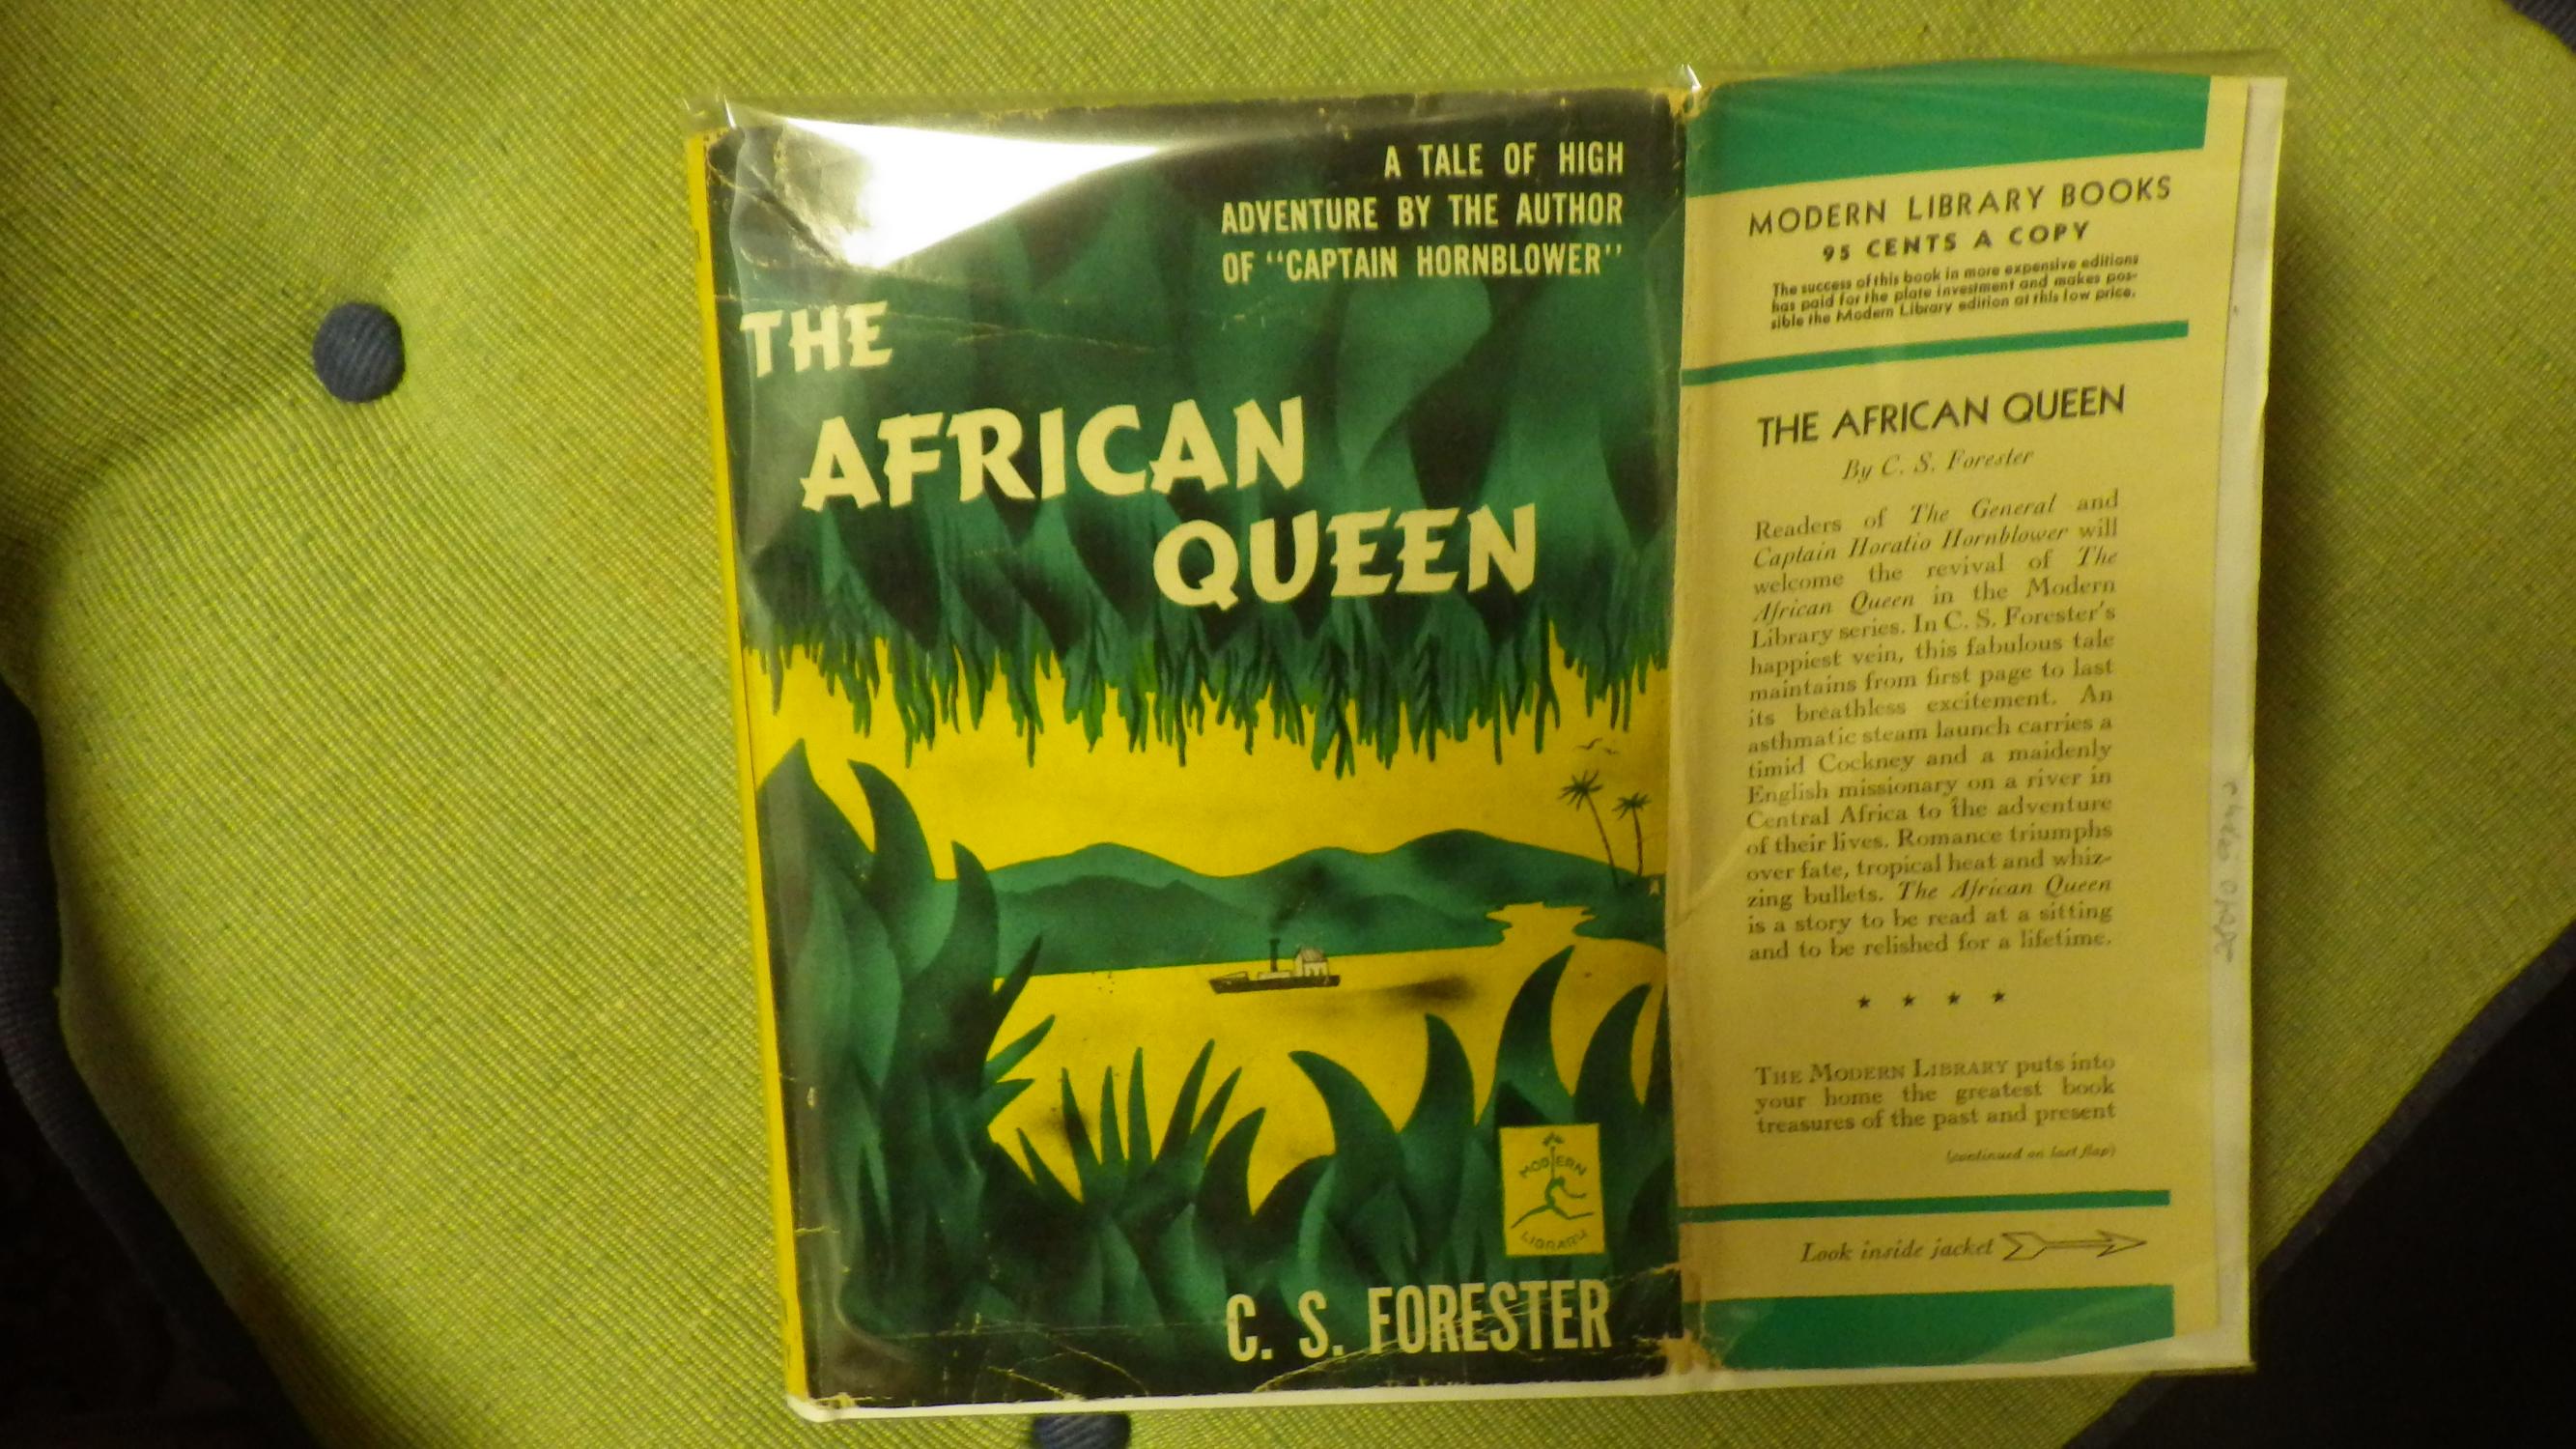 A TALE OF HIGH
ADVENTURE BY THE AUTHOR
OF "CAPTAIN HORNBLOWER"
THE
AFRICAN
QUEEN
MODERN
LIBRARY
C. S. FORESTER
MODERN LIBRARY BOOKS
95 CENTS A COPY
The success of this book in more expensive editions
has paid for the plate investment and makes pos-
sible the Modern Library edition at this low price.
THE AFRICAN QUEEN
By C. S. Forester
Readers of The General and
Captain Horatio Hornblower will
welcome the revival of The
African Queen in the Modern
Library series. In C. S. Forester's
happiest vein, this fabulous tale
maintains from first page to last
its breathless excitement. An
asthmatic steam launch carries a
timid Cockney and a maidenly
English missionary on a river in
Central Africa to the adventure
of their lives. Romance triumphs
over fate, tropical heat and whiz-
zing bullets. The African Queen
is a story to be read at a sitting
and to be relished for a lifetime.
* * * *
THE MODERN LIBRARY puts into
your home the greatest book
treasures of the past and present
(continued on last flap)
Look inside jacket